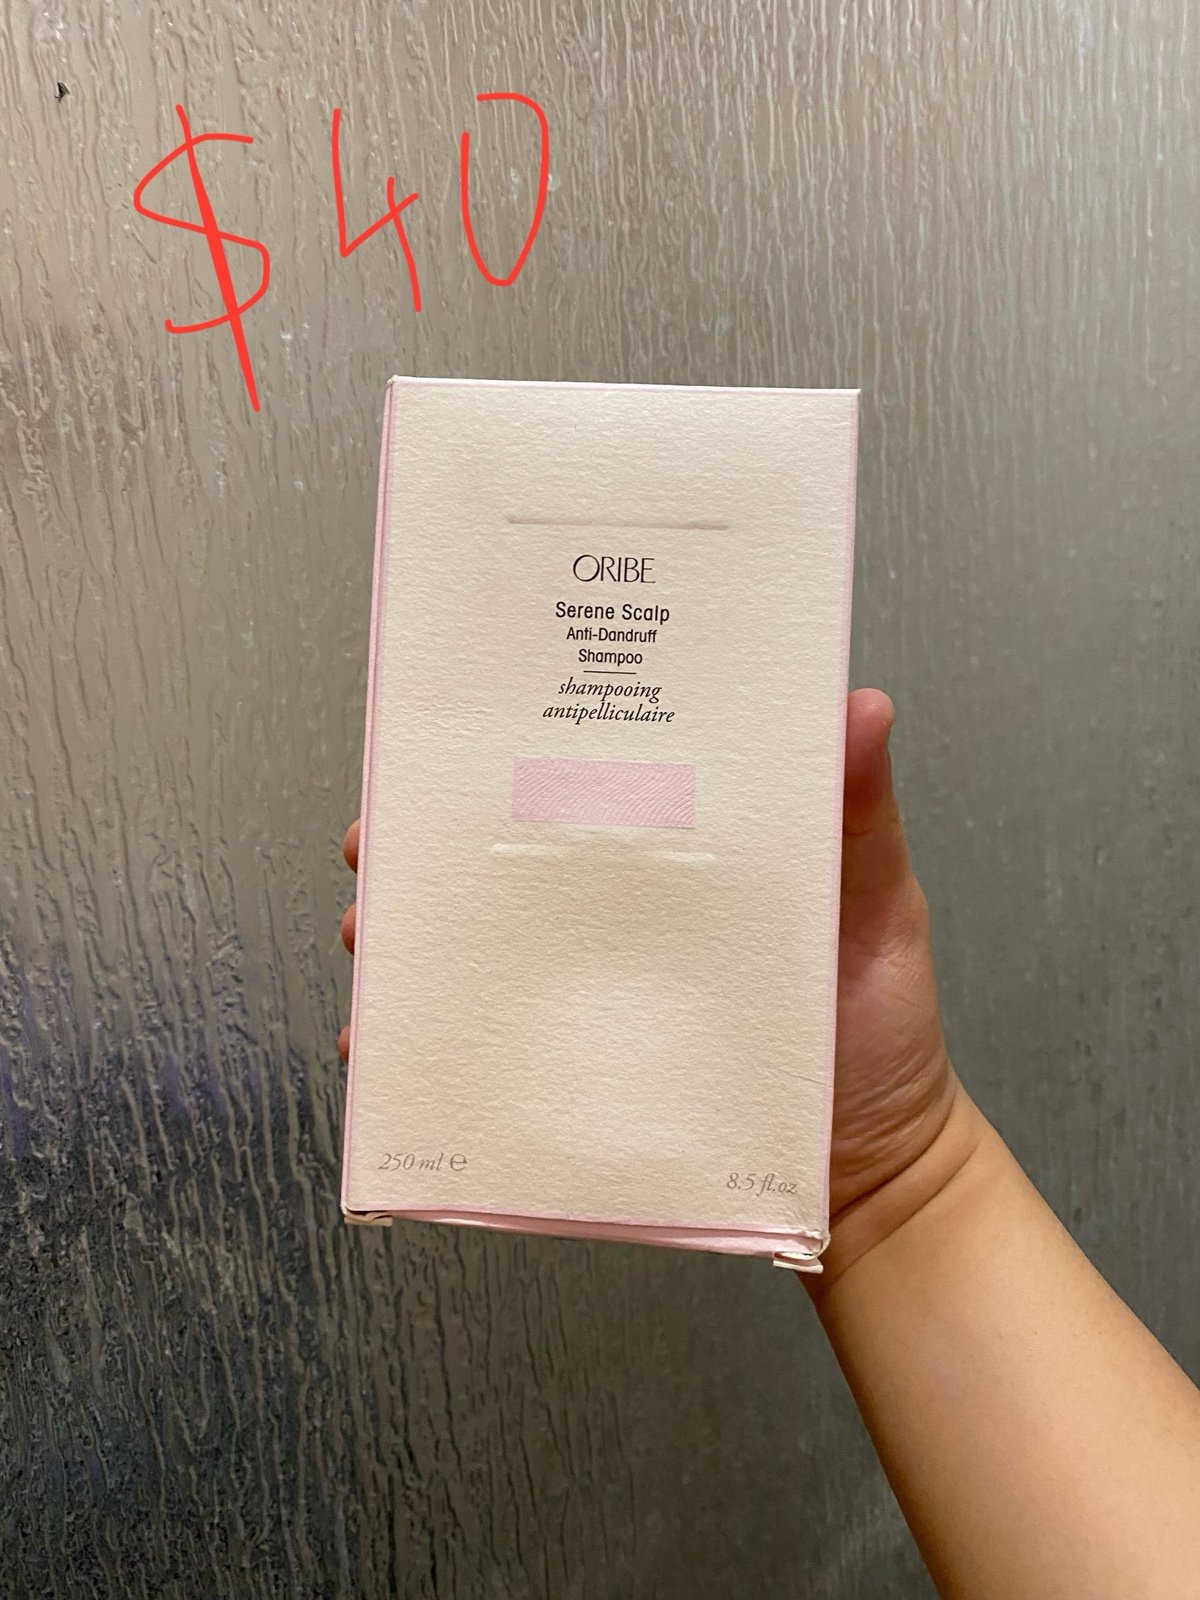 $40
ORIBE
Serene Scalp
Anti-Dandruff
Shampoo
shampooing
antipelliculaire
250 ml ℮
8.5 fl.oz